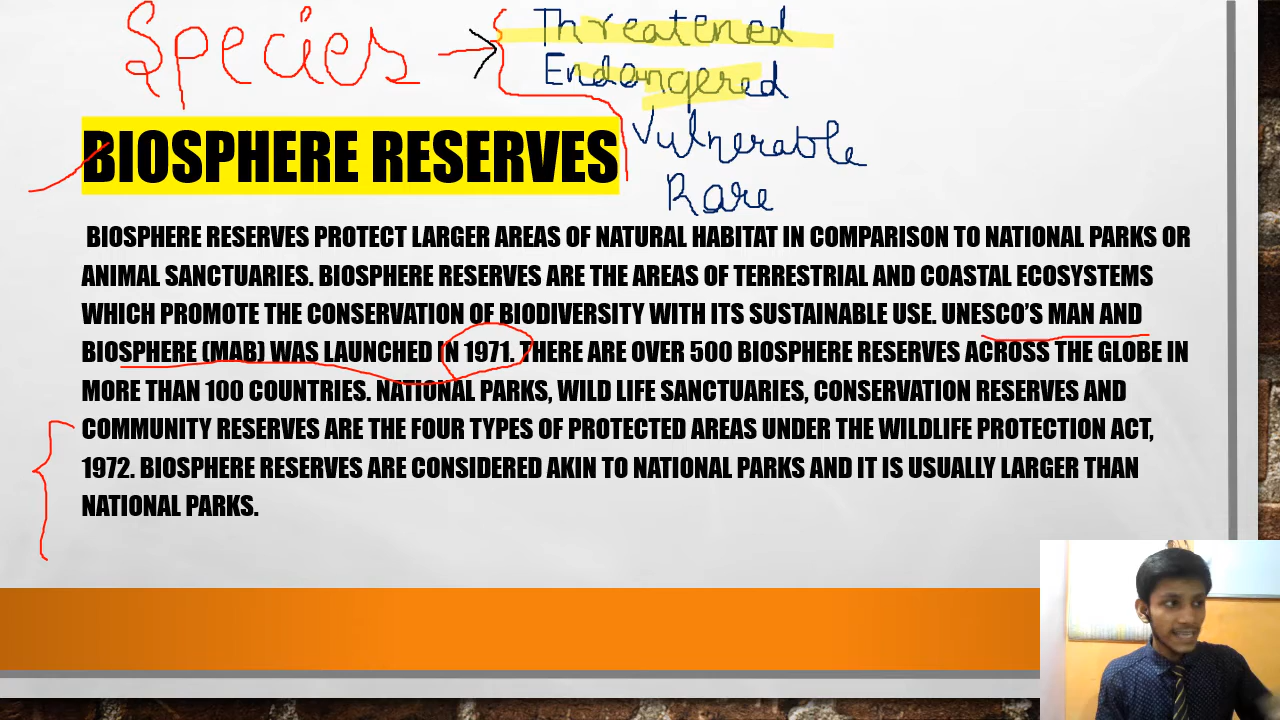 Species → Threatened
Endangered
Vulnerable
Rare
BIOSPHERE RESERVES
BIOSPHERE RESERVES PROTECT LARGER AREAS OF NATURAL HABITAT IN COMPARISON TO NATIONAL PARKS OR
ANIMAL SANCTUARIES. BIOSPHERE RESERVES ARE THE AREAS OF TERRESTRIAL AND COASTAL ECOSYSTEMS
WHICH PROMOTE THE CONSERVATION OF BIODIVERSITY WITH ITS SUSTAINABLE USE. UNESCO’S MAN AND
BIOSPHERE (MAB) WAS LAUNCHED IN 1971. THERE ARE OVER 500 BIOSPHERE RESERVES ACROSS THE GLOBE IN
MORE THAN 100 COUNTRIES. NATIONAL PARKS, WILD LIFE SANCTUARIES, CONSERVATION RESERVES AND
COMMUNITY RESERVES ARE THE FOUR TYPES OF PROTECTED AREAS UNDER THE WILDLIFE PROTECTION ACT,
1972. BIOSPHERE RESERVES ARE CONSIDERED AKIN TO NATIONAL PARKS AND IT IS USUALLY LARGER THAN
NATIONAL PARKS.